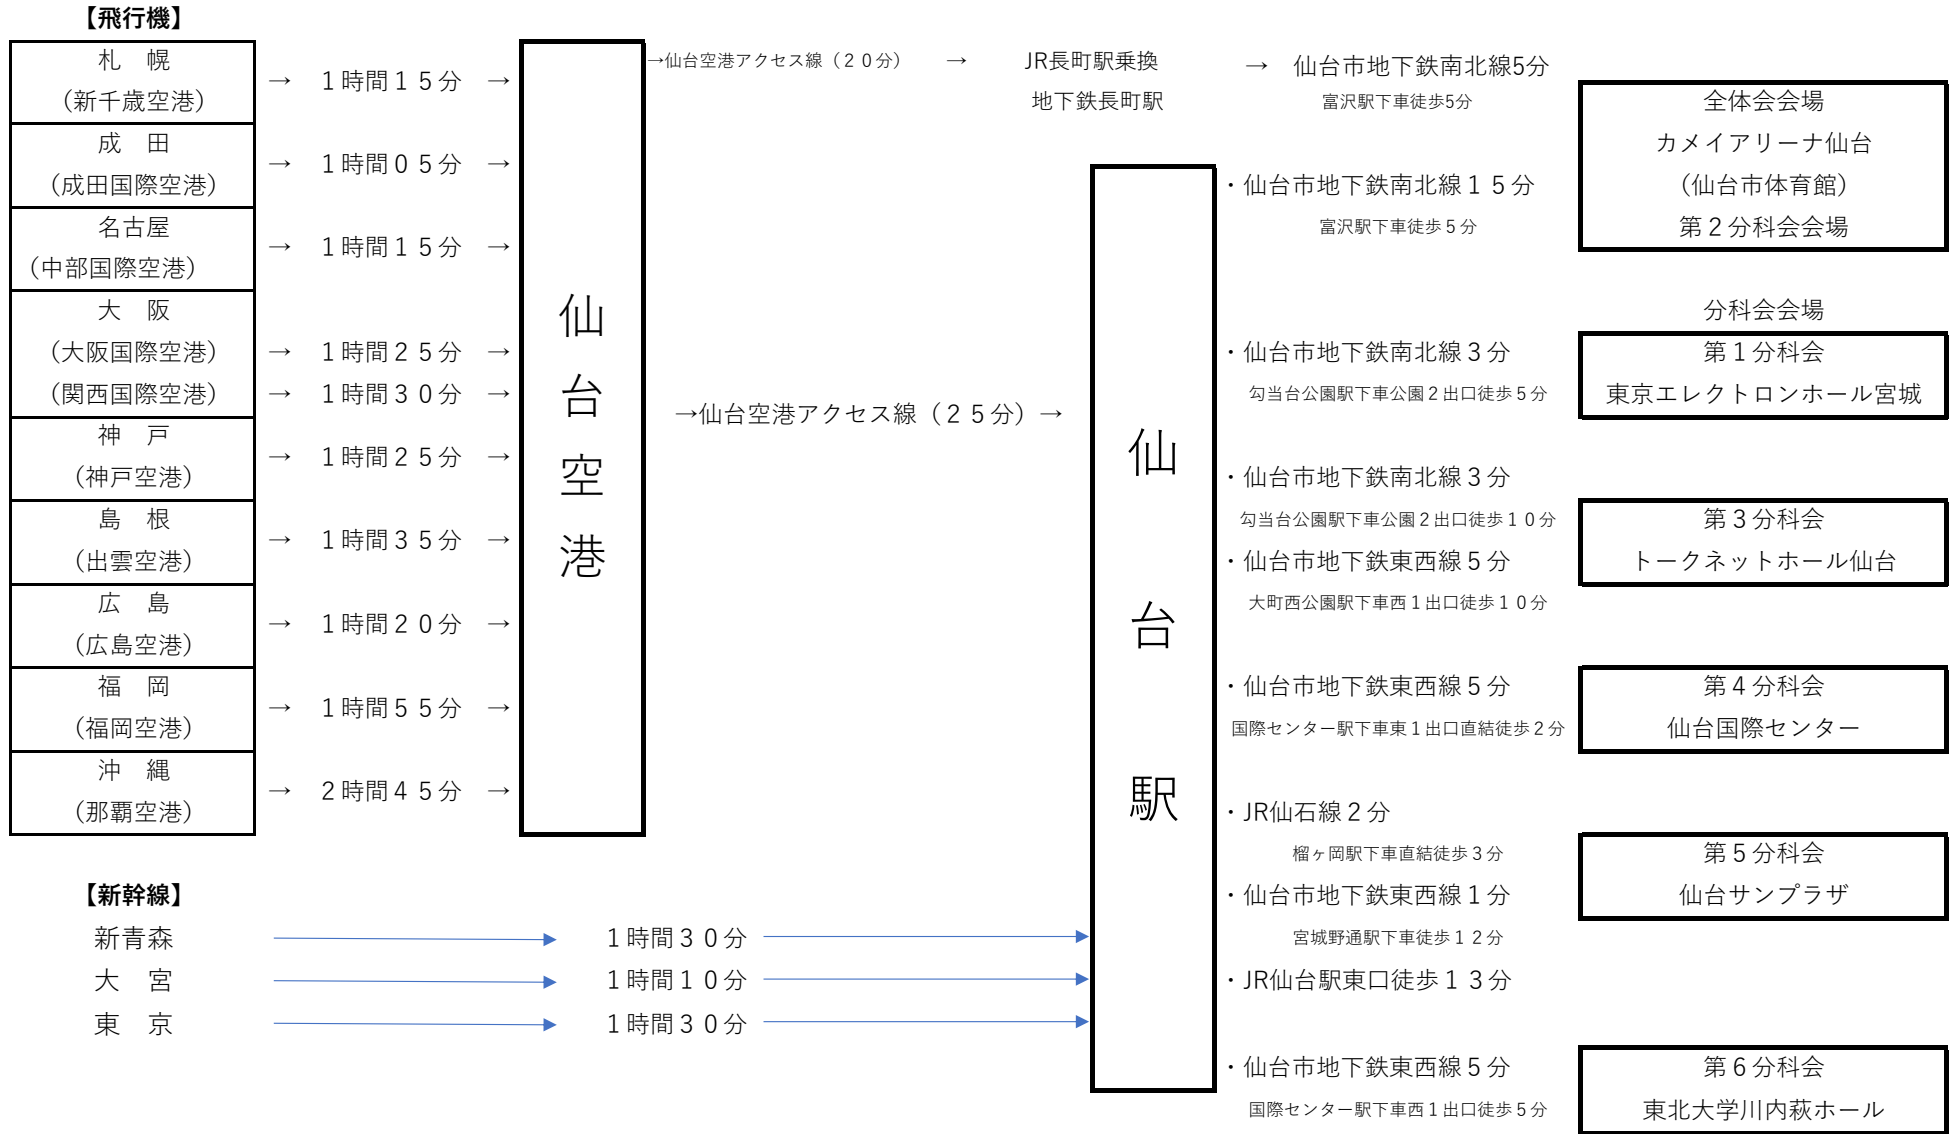 【飛行機】
札　幌
（新千歳空港）
→　１時間１５分　→
成　田
（成田国際空港）
→　１時間０５分　→
名古屋
（中部国際空港）
→　１時間１５分　→
大　阪
（大阪国際空港）
→　１時間２５分　→
（関西国際空港）
→　１時間３０分　→
神　戸
（神戸空港）
→　１時間２５分　→
島　根
（出雲空港）
→　１時間３５分　→
広　島
（広島空港）
→　１時間２０分　→
福　岡
（福岡空港）
→　１時間５５分　→
沖　縄
（那覇空港）
→　２時間４５分　→
仙台空港
→仙台空港アクセス線（２０分）　→　JR長町駅乗換
地下鉄長町駅
→　仙台市地下鉄南北線5分
富沢駅下車徒歩5分
→仙台空港アクセス線（２５分）→
【新幹線】
新青森
１時間３０分
大　宮
１時間１０分
東　京
１時間３０分
仙台駅
・仙台市地下鉄南北線１５分
富沢駅下車徒歩５分
全体会会場
カメイアリーナ仙台
（仙台市体育館）
第２分科会会場
分科会会場
・仙台市地下鉄南北線３分
勾当台公園駅下車公園２出口徒歩５分
第１分科会
東京エレクトロンホール宮城
・仙台市地下鉄南北線３分
勾当台公園駅下車公園２出口徒歩１０分
・仙台市地下鉄東西線５分
大町西公園駅下車西１出口徒歩１０分
第３分科会
トークネットホール仙台
・仙台市地下鉄東西線５分
国際センター駅下車東１出口直結徒歩２分
第４分科会
仙台国際センター
・JR仙石線２分
榴ヶ岡駅下車直結徒歩３分
・仙台市地下鉄東西線１分
宮城野通駅下車徒歩１２分
・JR仙台駅東口徒歩１３分
第５分科会
仙台サンプラザ
・仙台市地下鉄東西線５分
国際センター駅下車西１出口徒歩５分
第６分科会
東北大学川内萩ホール